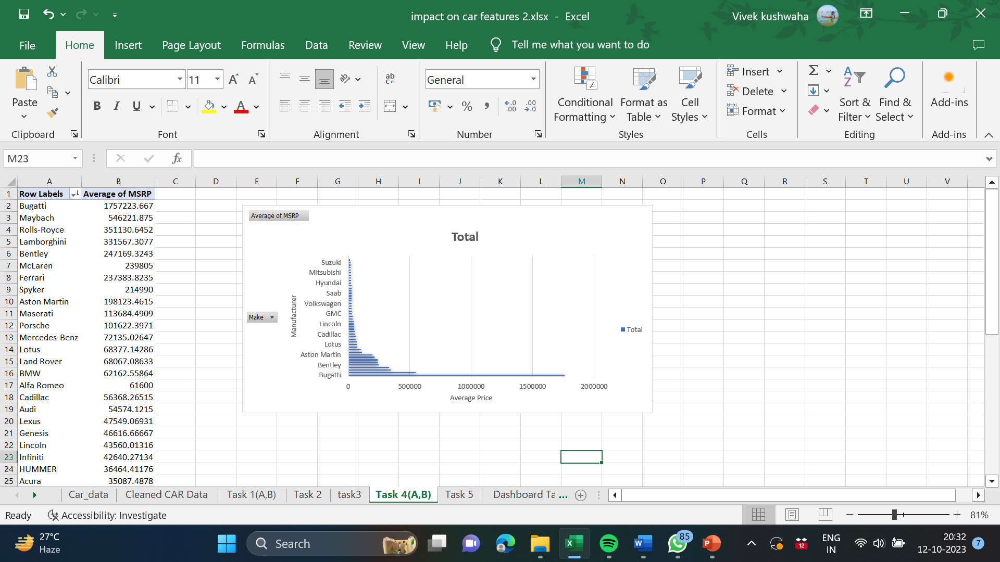 impact on car features 2.xlsx - Excel
Vivek kushwaha
File Home Insert Page Layout Formulas Data Review View Help Tell me what you want to do
Paste
Clipboard
Calibri 11
B I U A
Font
ab
Alignment
General
% , .00
Number
Conditional Formatting
Format as Table
Cell Styles
Styles
Insert
Delete
Format
Cells
Sort & Filter
Find & Select
Editing
Add-ins
Add-ins
M23 fx
A B C D E F G H I J K L M N O P Q R S T U V
1 Row Labels Average of MSRP
2 Bugatti 1757223.667
3 Maybach 546221.875
4 Rolls-Royce 351130.6452
5 Lamborghini 331567.3077
6 Bentley 247169.3243
7 McLaren 239805
8 Ferrari 237383.8235
9 Spyker 214990
10 Aston Martin 198123.4615
11 Maserati 113684.4909
12 Porsche 101622.3971
13 Mercedes-Benz 72135.02647
14 Lotus 68377.14286
15 Land Rover 68067.08633
16 BMW 62162.55864
17 Alfa Romeo 61600
18 Cadillac 56368.26515
19 Audi 54574.1215
20 Lexus 47549.06931
21 Genesis 46616.66667
22 Lincoln 43560.01316
23 Infiniti 42640.27134
24 HUMMER 36464.41176
25 Acura 35087.4878
Average of MSRP
Total
Make
Manufacturer
Suzuki
Mitsubishi
Hyundai
Saab
Volkswagen
GMC
Lincoln
Cadillac
Lotus
Aston Martin
Bentley
Bugatti
0 500000 1000000 1500000 2000000
Average Price
Total
Car_data Cleaned CAR Data Task 1(A,B) Task 2 task3 Task 4(A,B) Task 5 Dashboard Ta ...
Ready Accessibility: Investigate 81%
27°C
Haze
Search
85
12
ENG
IN
20:32
12-10-2023
7